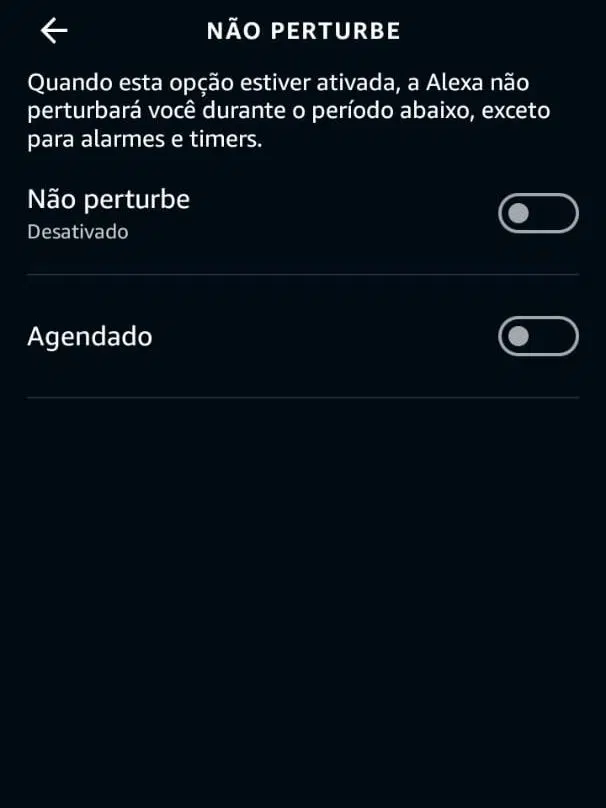 NÃO PERTURBE
Quando esta opção estiver ativada, a Alexa não
perturbará você durante o período abaixo, exceto
para alarmes e timers.
Não perturbe
Desativado
Agendado